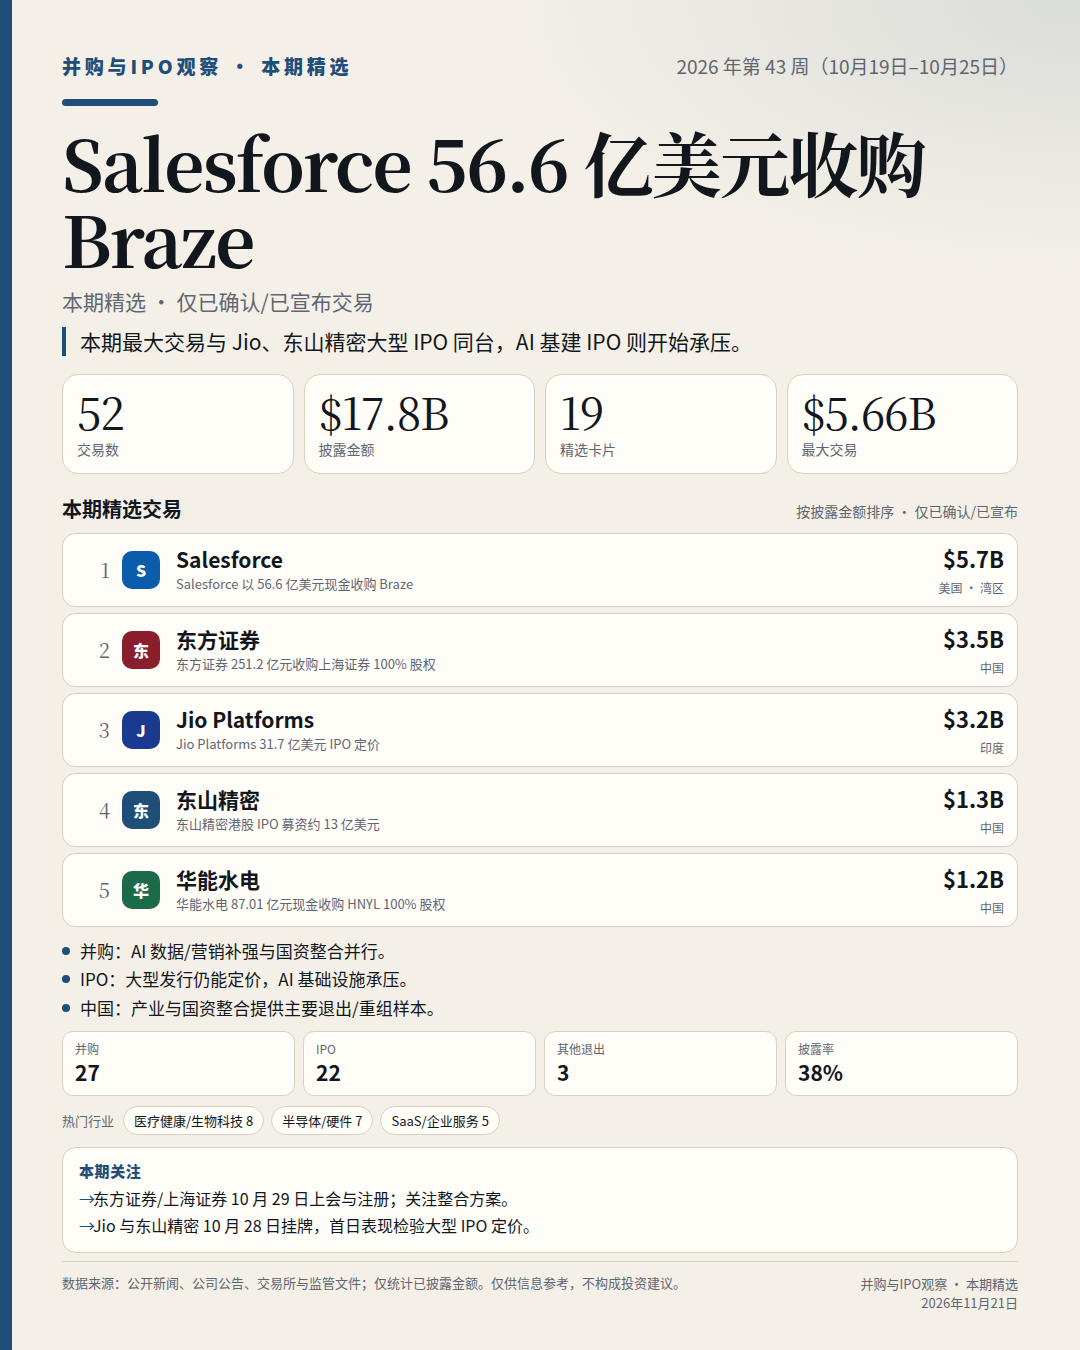 并购与IPO观察 · 本期精选
2026 年第 43 周（10月19日–10月25日）
Salesforce 56.6 亿美元收购
Braze
本期精选 · 仅已确认/已宣布交易
本期最大交易与 Jio、东山精密大型 IPO 同台，AI 基建 IPO 则开始承压。
52
交易数
$17.8B
披露金额
19
精选卡片
$5.66B
最大交易
本期精选交易
按披露金额排序 · 仅已确认/已宣布
1
S
Salesforce
Salesforce 以 56.6 亿美元现金收购 Braze
$5.7B
美国 · 湾区
2
东
东方证券
东方证券 251.2 亿元收购上海证券 100% 股权
$3.5B
中国
3
J
Jio Platforms
Jio Platforms 31.7 亿美元 IPO 定价
$3.2B
印度
4
东
东山精密
东山精密港股 IPO 募资约 13 亿美元
$1.3B
中国
5
华
华能水电
华能水电 87.01 亿元现金收购 HNYL 100% 股权
$1.2B
中国
并购：AI 数据/营销补强与国资整合并行。
IPO：大型发行仍能定价，AI 基础设施承压。
中国：产业与国资整合提供主要退出/重组样本。
并购
27
IPO
22
其他退出
3
披露率
38%
热门行业
医疗健康/生物科技 8
半导体/硬件 7
SaaS/企业服务 5
本期关注
→东方证券/上海证券 10 月 29 日上会与注册；关注整合方案。
→Jio 与东山精密 10 月 28 日挂牌，首日表现检验大型 IPO 定价。
数据来源：公开新闻、公司公告、交易所与监管文件；仅统计已披露金额。仅供信息参考，不构成投资建议。
并购与IPO观察 · 本期精选
2026年11月21日